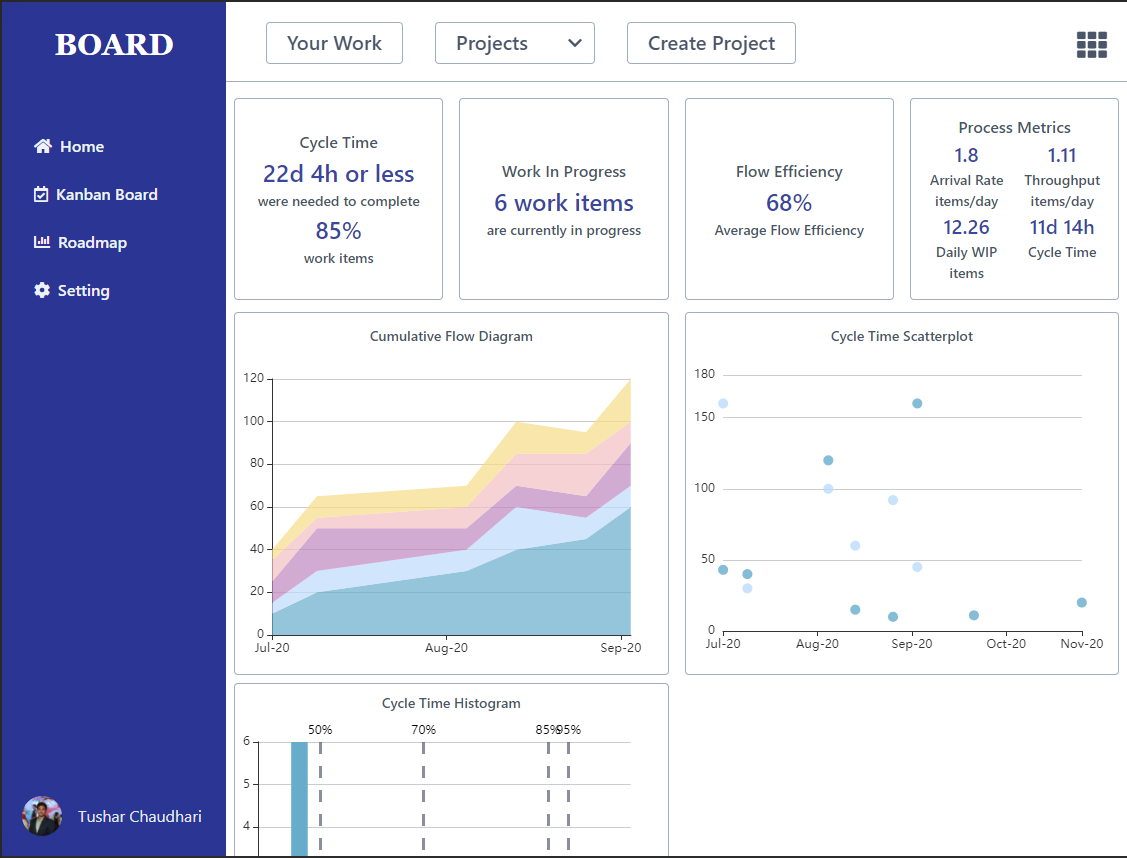 BOARD
Your Work
Projects
Create Project
Home
Kanban Board
Roadmap
Setting
Tushar Chaudhari
Cycle Time
22d 4h or less
were needed to complete
85%
work items
Work In Progress
6 work items
are currently in progress
Flow Efficiency
68%
Average Flow Efficiency
Process Metrics
1.8
Arrival Rate
items/day
1.11
Throughput
items/day
12.26
Daily WIP
items
11d 14h
Cycle Time
Cumulative Flow Diagram
120
100
80
60
40
20
0
Jul-20 Aug-20 Sep-20
Cycle Time Scatterplot
180
150
100
50
0
Jul-20 Aug-20 Sep-20 Oct-20 Nov-20
Cycle Time Histogram
50% 70% 85% 95%
6
5
4